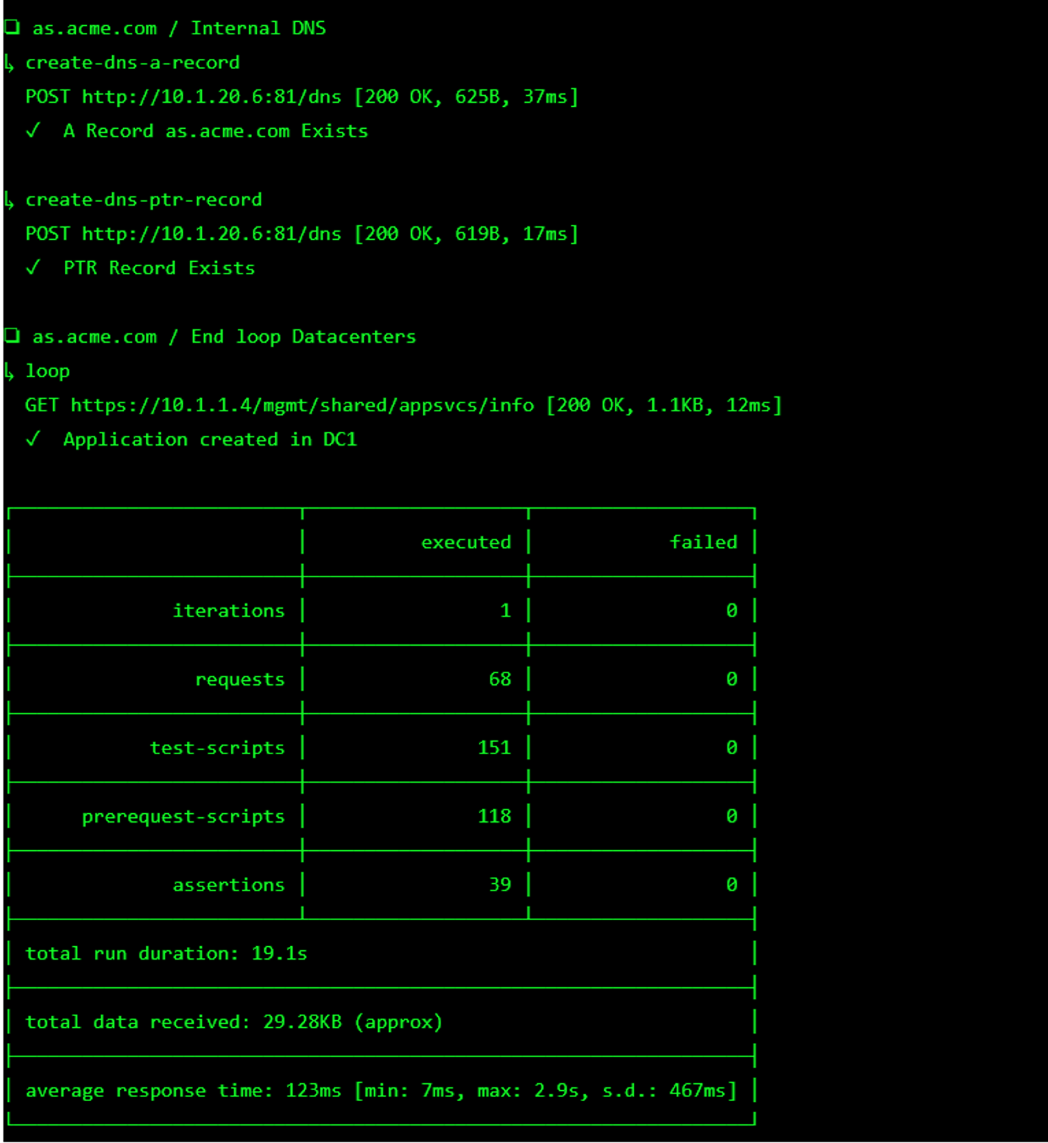 ❏ as.acme.com / Internal DNS
↳ create-dns-a-record
POST http://10.1.20.6:81/dns [200 OK, 625B, 37ms]
✓ A Record as.acme.com Exists
↳ create-dns-ptr-record
POST http://10.1.20.6:81/dns [200 OK, 619B, 17ms]
✓ PTR Record Exists
❏ as.acme.com / End loop Datacenters
↳ loop
GET https://10.1.1.4/mgmt/shared/appsvcs/info [200 OK, 1.1KB, 12ms]
✓ Application created in DC1
executed failed
iterations 1 0
requests 68 0
test-scripts 151 0
prerequest-scripts 118 0
assertions 39 0
total run duration: 19.1s
total data received: 29.28KB (approx)
average response time: 123ms [min: 7ms, max: 2.9s, s.d.: 467ms]